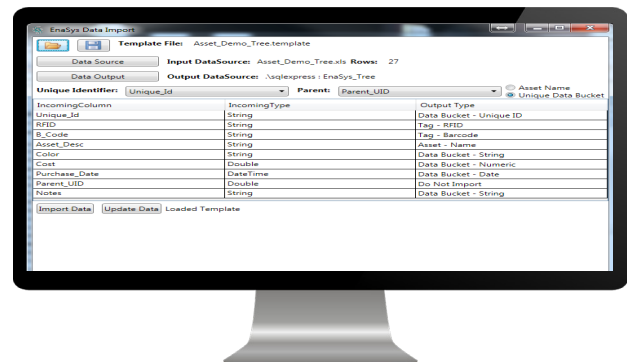 EnaSys Data Import
Template File: Asset_Demo_Tree.template
Data Source Input DataSource: Asset_Demo_Tree.xls Rows: 27
Data Output Output DataSource: .\sqlexpress : EnaSys_Tree
Unique Identifier: Unique_Id Parent: Parent_UID Asset Name
Unique Data Bucket
IncomingColumn IncomingType Output Type
Unique_Id String Data Bucket - Unique ID
RFID String Tag - RFID
B_Code String Tag - Barcode
Asset_Desc String Asset - Name
Color String Data Bucket - String
Cost Double Data Bucket - Numeric
Purchase_Date DateTime Data Bucket - Date
Parent_UID Double Do Not Import
Notes String Data Bucket - String
Import Data Update Data Loaded Template